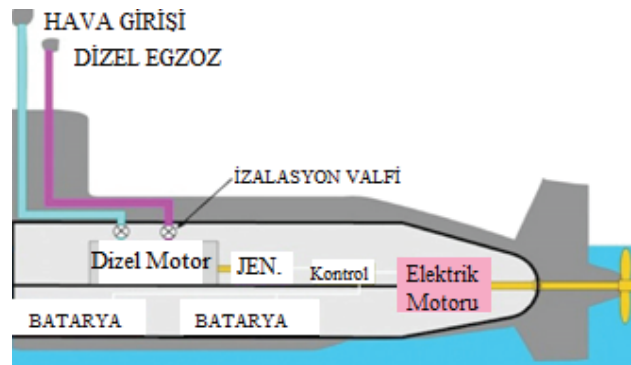 HAVA GİRİŞİ
DİZEL EGZOZ
İZALASYON VALFİ
Dizel Motor
JEN.
Kontrol
Elektrik
Motoru
BATARYA
BATARYA